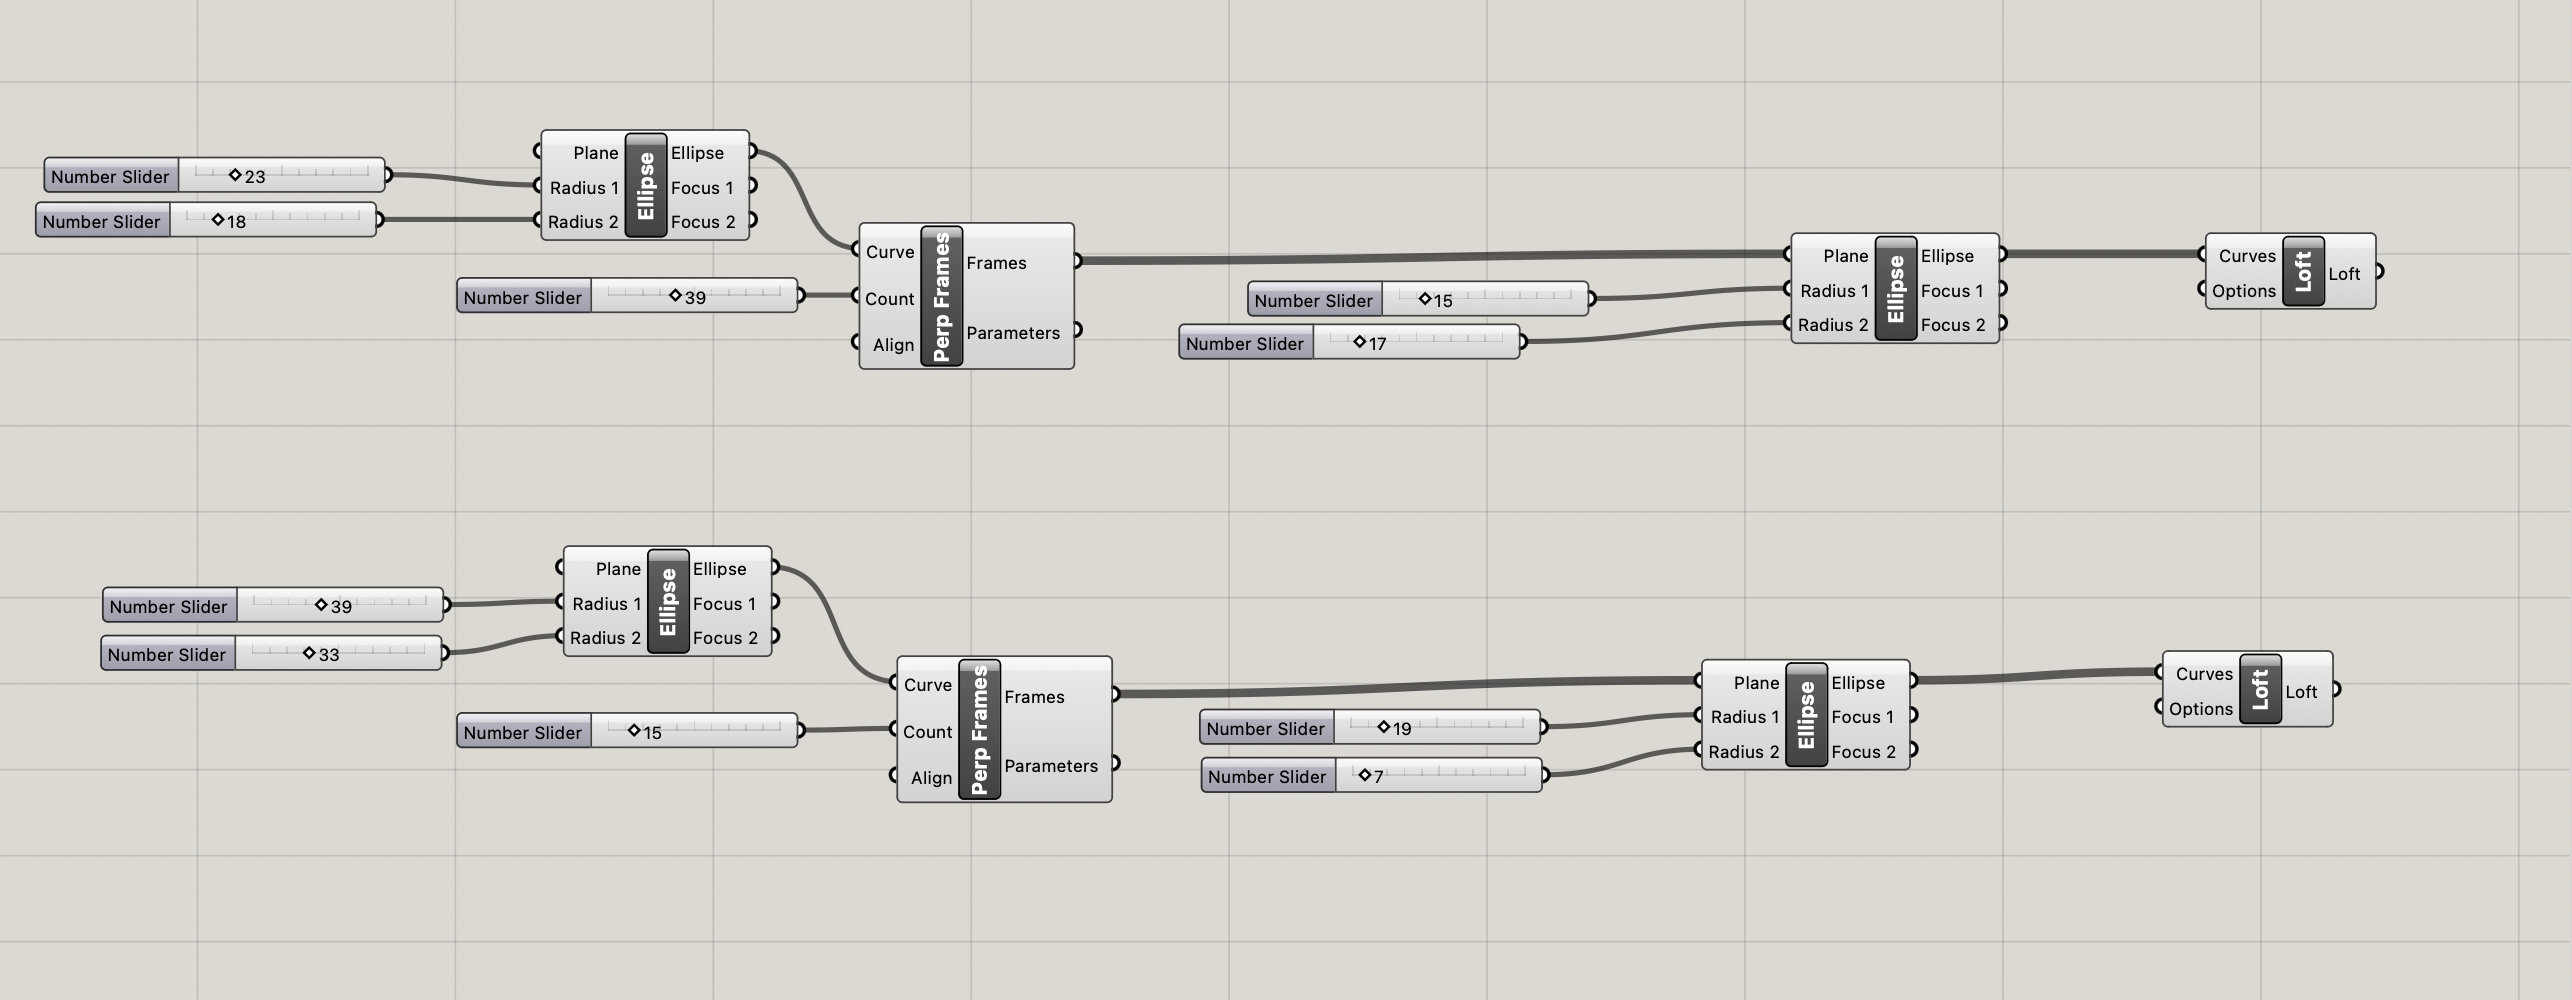 Number Slider 23
Number Slider 18
Plane Ellipse
Radius 1 Focus 1
Radius 2 Focus 2
Ellipse
Number Slider 39
Curve Frames
Count
Align Parameters
Perp Frames
Number Slider 15
Number Slider 17
Plane Ellipse
Radius 1 Focus 1
Radius 2 Focus 2
Ellipse
Curves Loft
Options
Loft
Number Slider 39
Number Slider 33
Plane Ellipse
Radius 1 Focus 1
Radius 2 Focus 2
Ellipse
Number Slider 15
Curve Frames
Count
Align Parameters
Perp Frames
Number Slider 19
Number Slider 7
Plane Ellipse
Radius 1 Focus 1
Radius 2 Focus 2
Ellipse
Curves Loft
Options
Loft